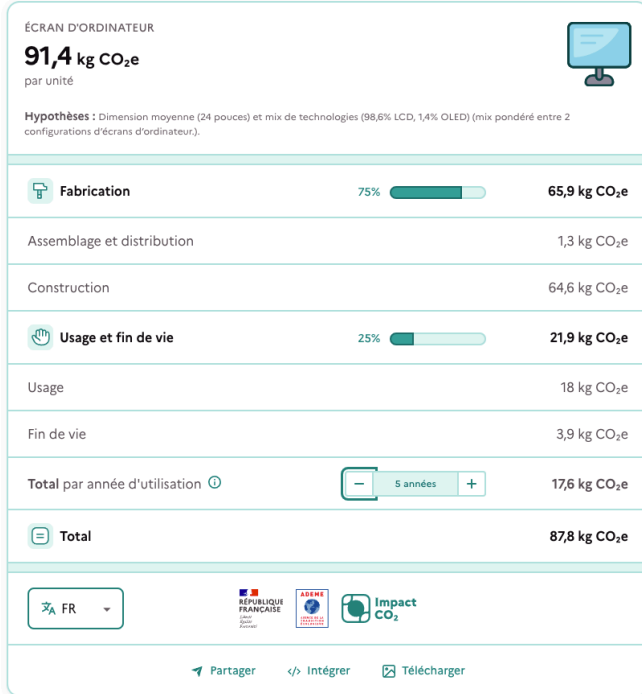 ÉCRAN D'ORDINATEUR
91,4 kg CO₂e
par unité
Hypothèses : Dimension moyenne (24 pouces) et mix de technologies (98,6% LCD, 1,4% OLED) (mix pondéré entre 2
configurations d'écrans d'ordinateur.).
Fabrication 75% 65,9 kg CO₂e
Assemblage et distribution 1,3 kg CO₂e
Construction 64,6 kg CO₂e
Usage et fin de vie 25% 21,9 kg CO₂e
Usage 18 kg CO₂e
Fin de vie 3,9 kg CO₂e
Total par année d'utilisation − 5 années + 17,6 kg CO₂e
Total 87,8 kg CO₂e
FR
RÉPUBLIQUE
FRANÇAISE
Liberté
Égalité
Fraternité
ADEME
Impact
CO₂
Partager
Intégrer
Télécharger